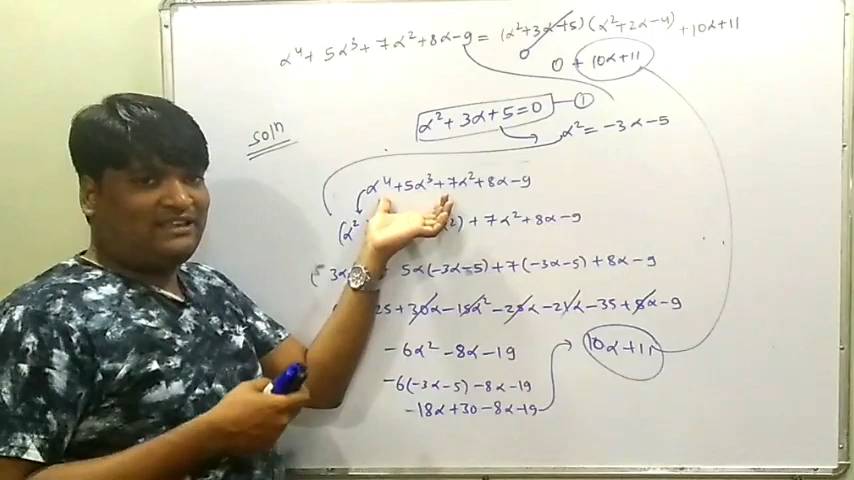 α⁴ + 5α³ + 7α² + 8α - 9 = (α² + 3α + 5) (α² + 2α - 4) + 10α + 11
0
0 + 10α + 11
Soln
α² + 3α + 5 = 0 - ①
α² = -3α - 5
α⁴ + 5α³ + 7α² + 8α - 9
(α² 2) + 7α² + 8α - 9
5α(-3α - 5) + 7(-3α - 5) + 8α - 9
25 + 30α - 15α² - 25α - 21α - 35 + 8α - 9
-6α² - 8α - 19
10α + 11
-6(-3α - 5) - 8α - 19
-18α + 30 - 8α - 19